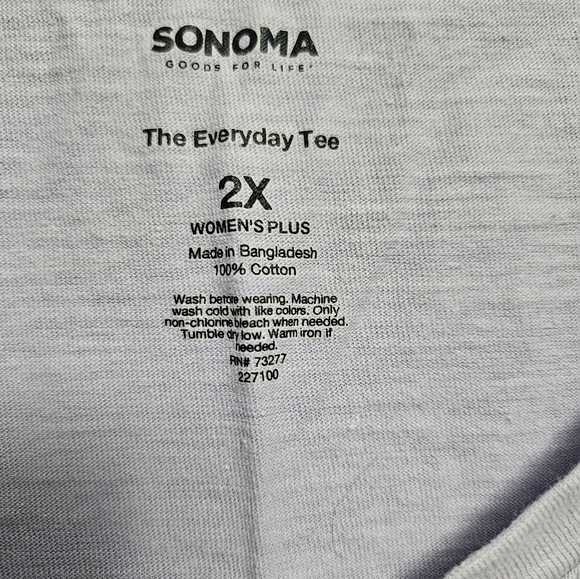 SONOMA
GOODS FOR LIFE
The Everyday Tee
2X
WOMEN'S PLUS
Made in Bangladesh
100% Cotton
Wash before wearing. Machine
wash cold with like colors. Only
non-chlorine bleach when needed.
Tumble dry low. Warm iron if
needed.
RN# 73277
227100